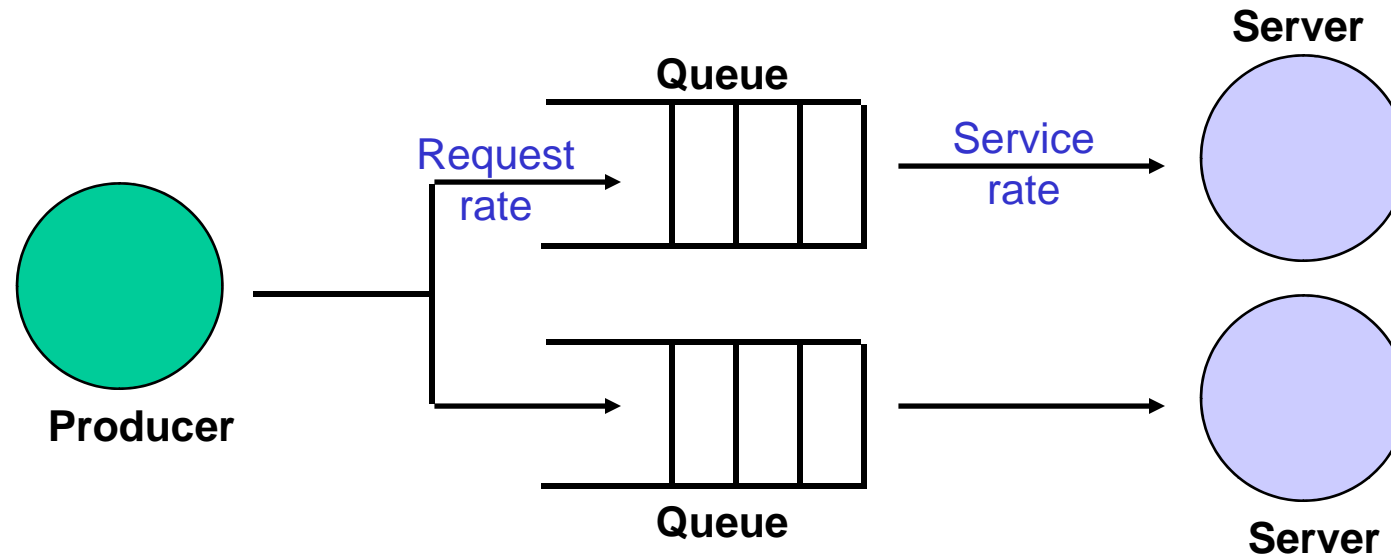 Server
Queue
Request
rate
Service
rate
Producer
Queue
Server